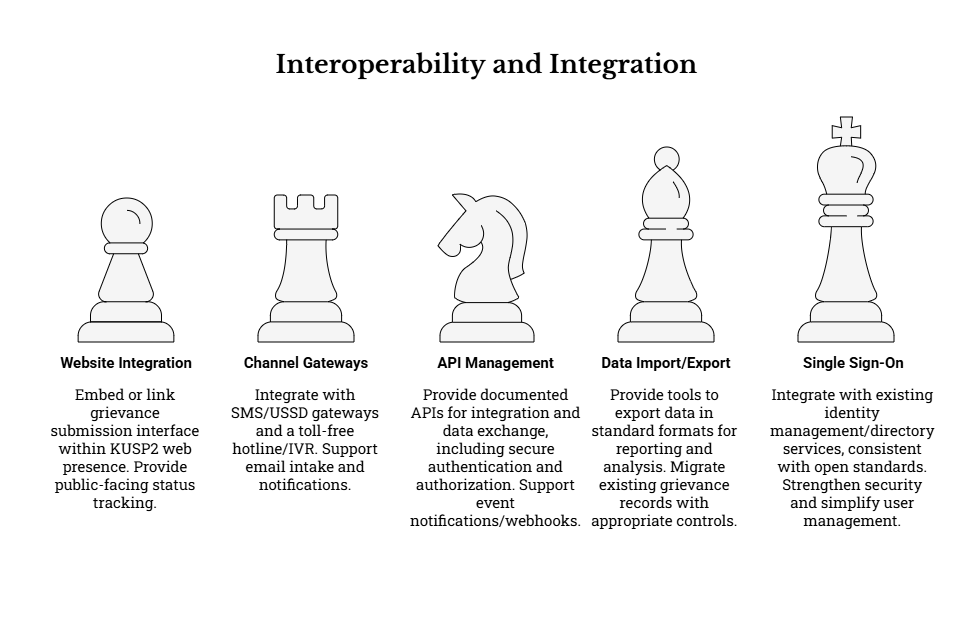 Interoperability and Integration
Website Integration
Embed or link
grievance
submission interface
within KUSP2 web
presence. Provide
public-facing status
tracking.
Channel Gateways
Integrate with
SMS/USSD gateways
and a toll-free
hotline/IVR. Support
email intake and
notifications.
API Management
Provide documented
APIs for integration and
data exchange,
including secure
authentication and
authorization. Support
event
notifications/webhooks.
Data Import/Export
Provide tools to
export data in
standard formats for
reporting and
analysis. Migrate
existing grievance
records with
appropriate controls.
Single Sign-On
Integrate with existing
identity
management/directory
services, consistent
with open standards.
Strengthen security
and simplify user
management.